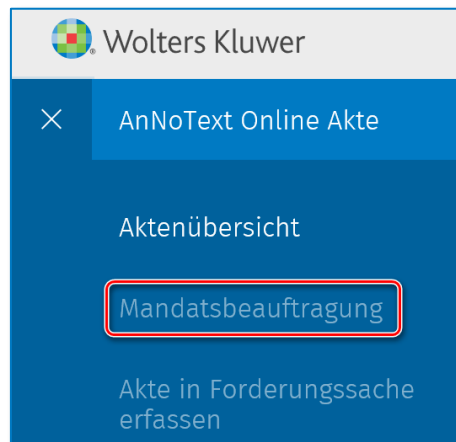 Wolters Kluwer
AnNoText Online Akte
Aktenübersicht
Mandatsbeauftragung
Akte in Forderungssache
erfassen